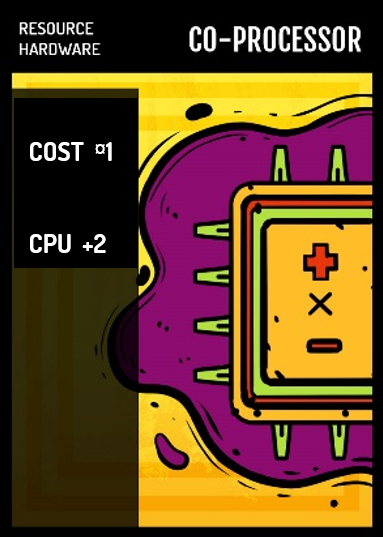 RESOURCE
HARDWARE
CO-PROCESSOR
COST ¤1
CPU +2